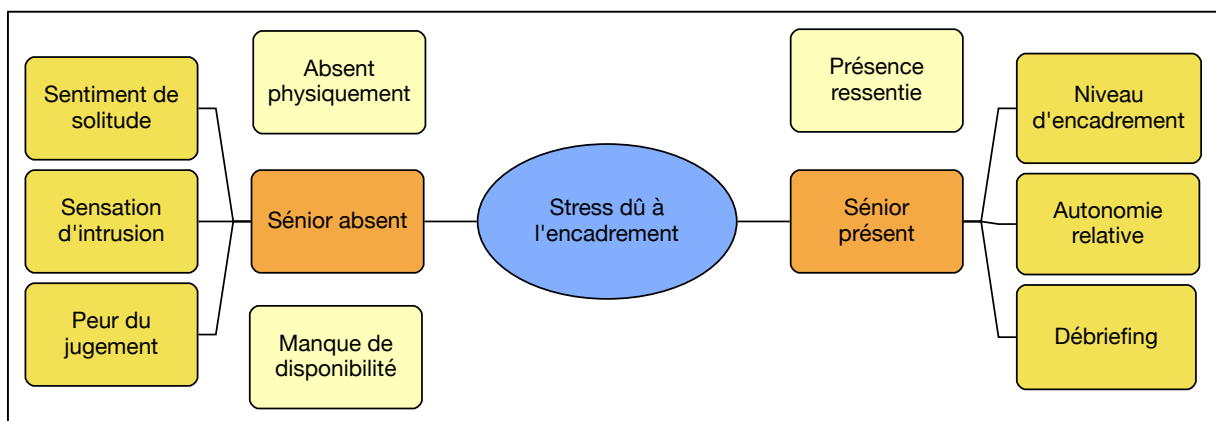 Sentiment de
solitude
Absent
physiquement
Présence
ressentie
Niveau
d'encadrement
Sensation
d'intrusion
Sénior absent
Stress dû à
l'encadrement
Sénior
présent
Autonomie
relative
Peur du
jugement
Manque de
disponibilité
Débriefing